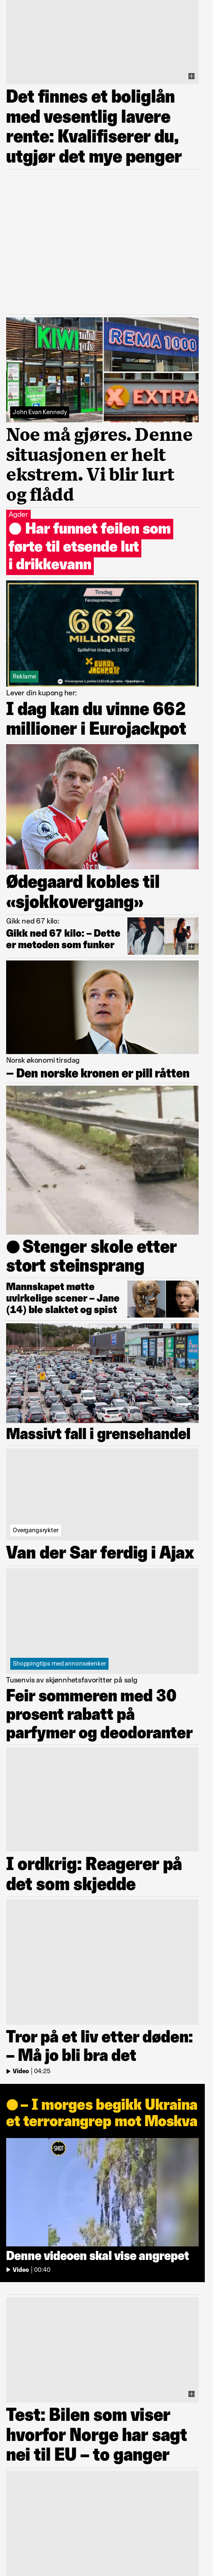 Det finnes et boliglån
med vesentlig lavere
rente: Kvalifiserer du,
utgjør det mye penger
KIWI
REMA 1000
EXTRA
John Evan Kennedy
Noe må gjøres. Denne
situasjonen er helt
ekstrem. Vi blir lurt
og flådd
Agder
Har funnet feilen som
førte til etsende lut
i drikkevann
Tirsdag
Førstepremiepott:
662
MILLIONER
Spillefrist tirsdag kl. 19:00
EUROJACKPOT
Reklame
Lever din kupong her:
I dag kan du vinne 662
millioner i Eurojackpot
Ødegaard kobles til
«sjokkovergang»
Gikk ned 67 kilo:
Gikk ned 67 kilo: – Dette
er metoden som funker
Norsk økonomi tirsdag
– Den norske kronen er pill råtten
Stenger skole etter
stort steinsprang
Mannskapet møtte
uvirkelige scener – Jane
(14) ble slaktet og spist
Massivt fall i grensehandel
Overgangsrykter
Van der Sar ferdig i Ajax
Shoppingtips med annonselenker
Tusenvis av skjønnhetsfavoritter på salg
Feir sommeren med 30
prosent rabatt på
parfymer og deodoranter
I ordkrig: Reagerer på
det som skjedde
Tror på et liv etter døden:
– Må jo bli bra det
Video | 04:25
– I morges begikk Ukraina
et terrorangrep mot Moskva
SHOT
Denne videoen skal vise angrepet
Video | 00:40
Test: Bilen som viser
hvorfor Norge har sagt
nei til EU – to ganger